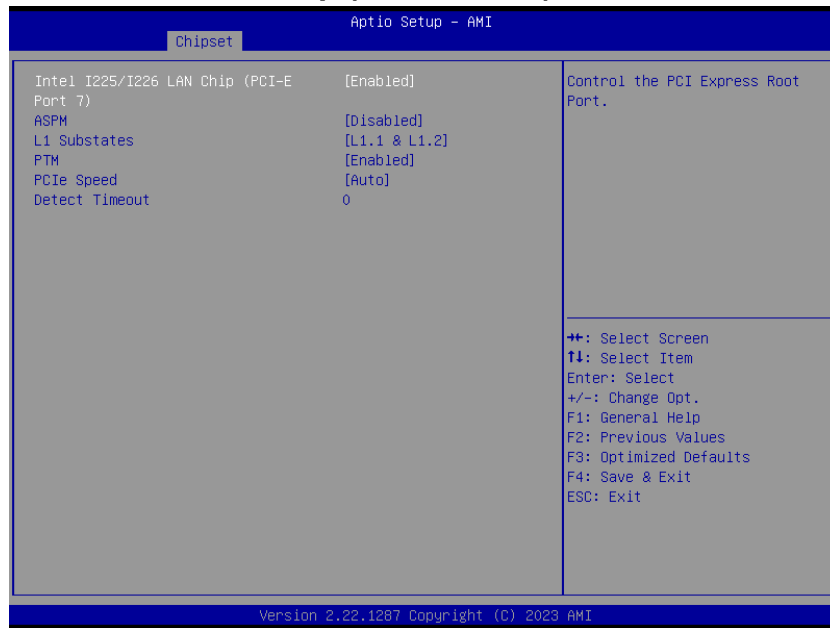 Aptio Setup – AMI
Chipset
Intel I225/I226 LAN Chip (PCI-E [Enabled]
Port 7)
ASPM [Disabled]
L1 Substates [L1.1 & L1.2]
PTM [Enabled]
PCIe Speed [Auto]
Detect Timeout 0
Control the PCI Express Root
Port.
→←: Select Screen
↑↓: Select Item
Enter: Select
+/-: Change Opt.
F1: General Help
F2: Previous Values
F3: Optimized Defaults
F4: Save & Exit
ESC: Exit
Version 2.22.1287 Copyright (C) 2023 AMI